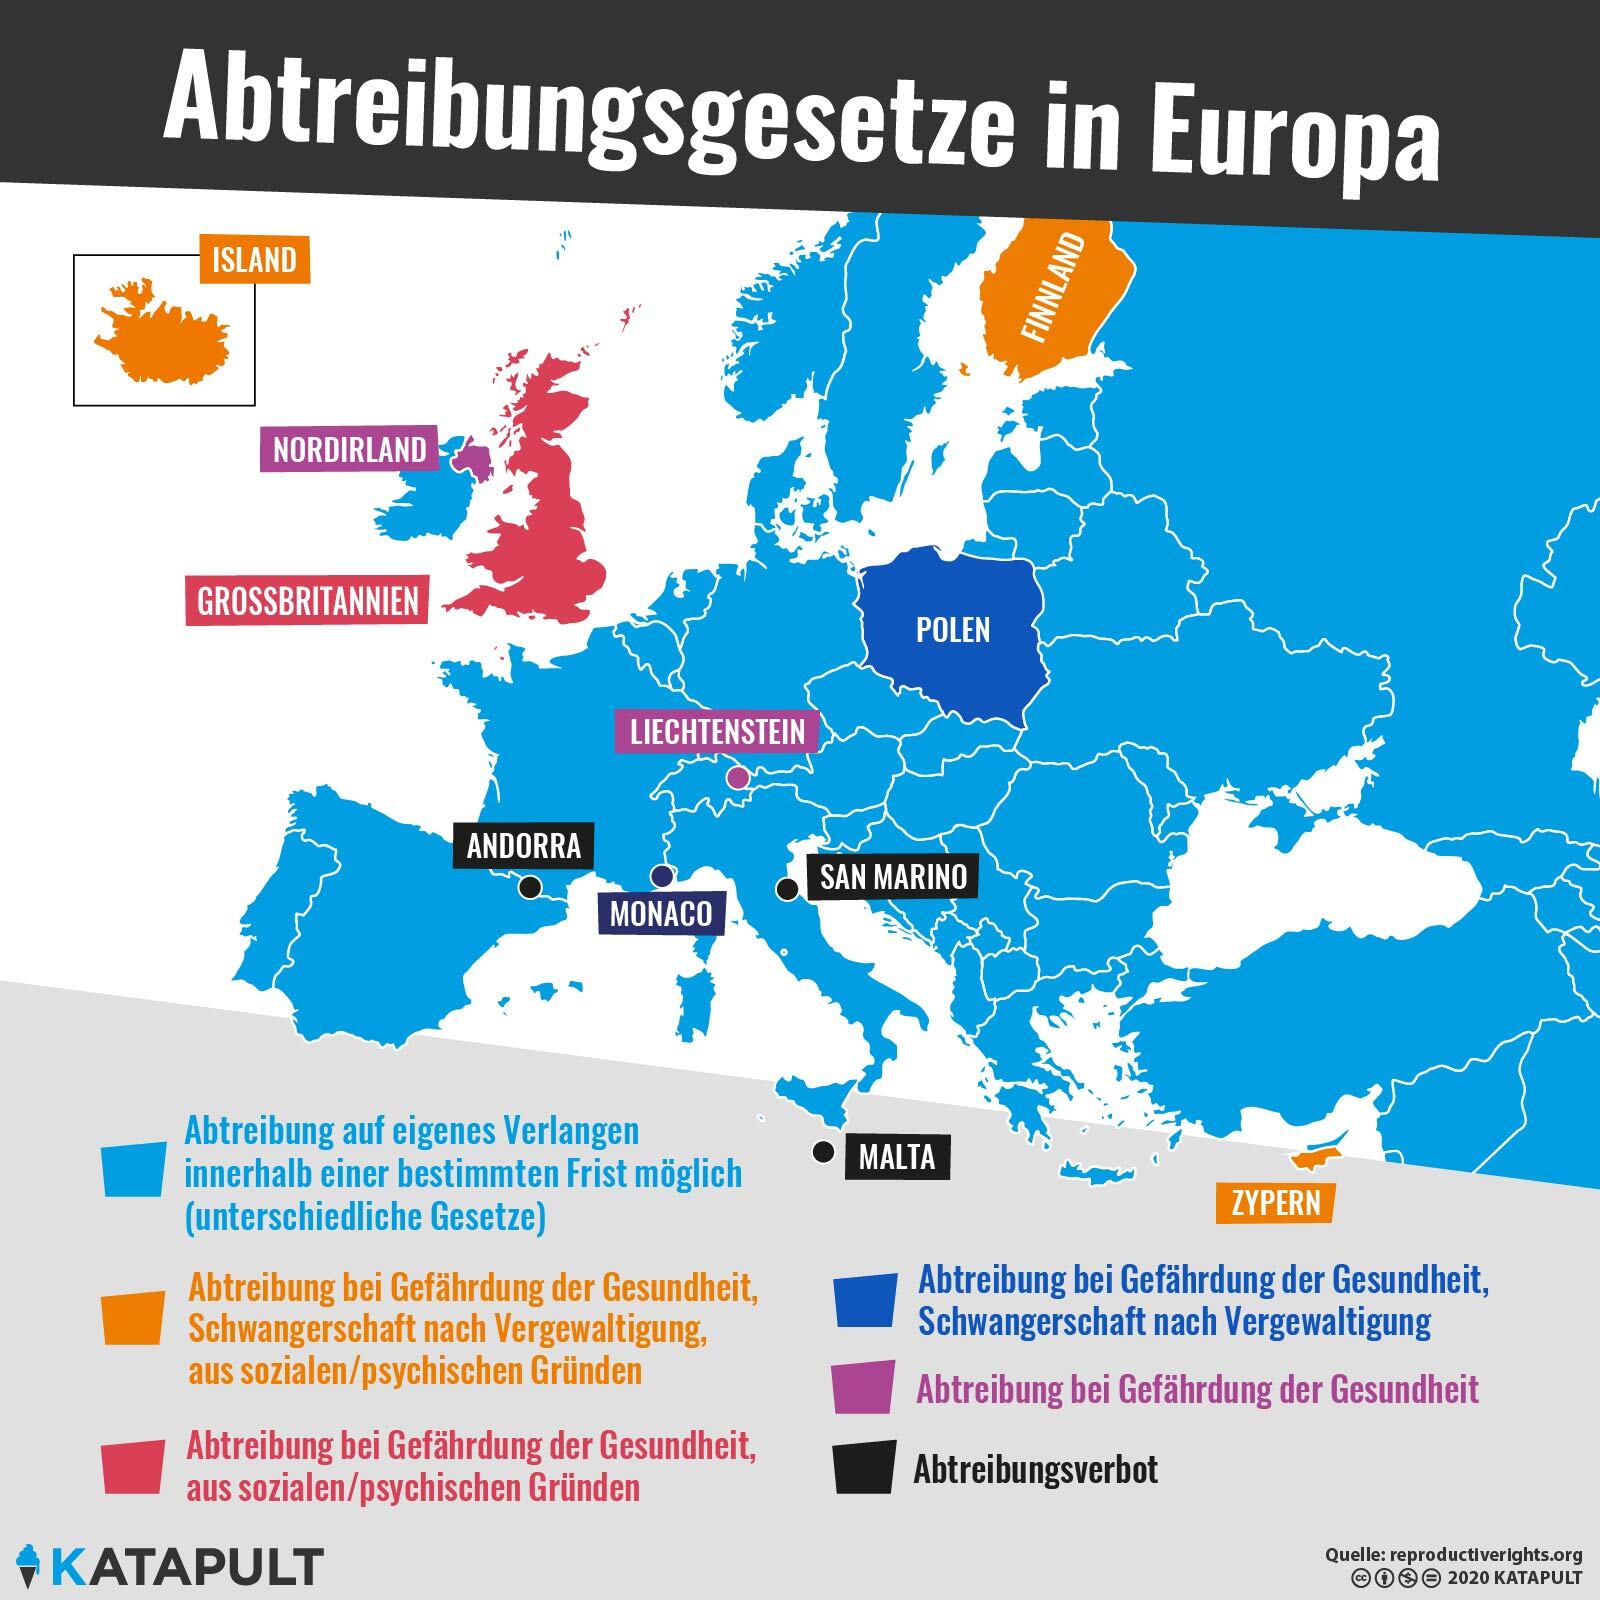 Abtreibungsgesetze in Europa
ISLAND
FINNLAND
NORDIRLAND
GROSSBRITANNIEN
POLEN
LIECHTENSTEIN
ANDORRA
SAN MARINO
MONACO
MALTA
ZYPERN
Abtreibung auf eigenes Verlangen
innerhalb einer bestimmten Frist möglich
(unterschiedliche Gesetze)
Abtreibung bei Gefährdung der Gesundheit,
Schwangerschaft nach Vergewaltigung,
aus sozialen/psychischen Gründen
Abtreibung bei Gefährdung der Gesundheit,
aus sozialen/psychischen Gründen
Abtreibung bei Gefährdung der Gesundheit,
Schwangerschaft nach Vergewaltigung
Abtreibung bei Gefährdung der Gesundheit
Abtreibungsverbot
KATAPULT
Quelle: reproductiverights.org
cc 2020 KATAPULT